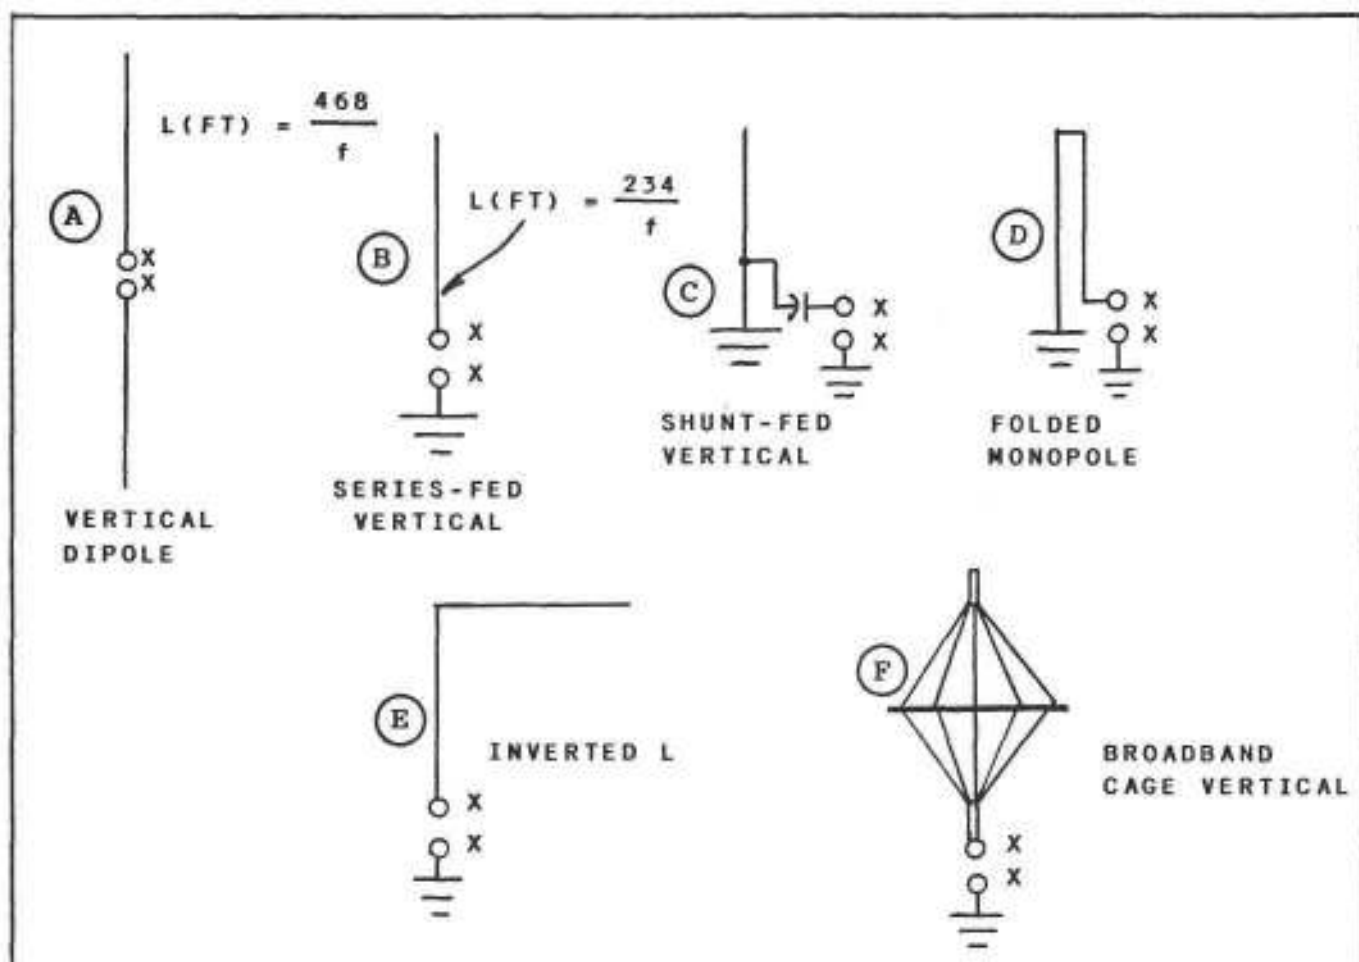 L(FT) = 468/f
A
VERTICAL
DIPOLE
X
X
L(FT) = 234/f
B
X
X
SERIES-FED
VERTICAL
C
X
X
SHUNT-FED
VERTICAL
D
X
X
FOLDED
MONOPOLE
E
INVERTED L
X
X
F
BROADBAND
CAGE VERTICAL
X
X